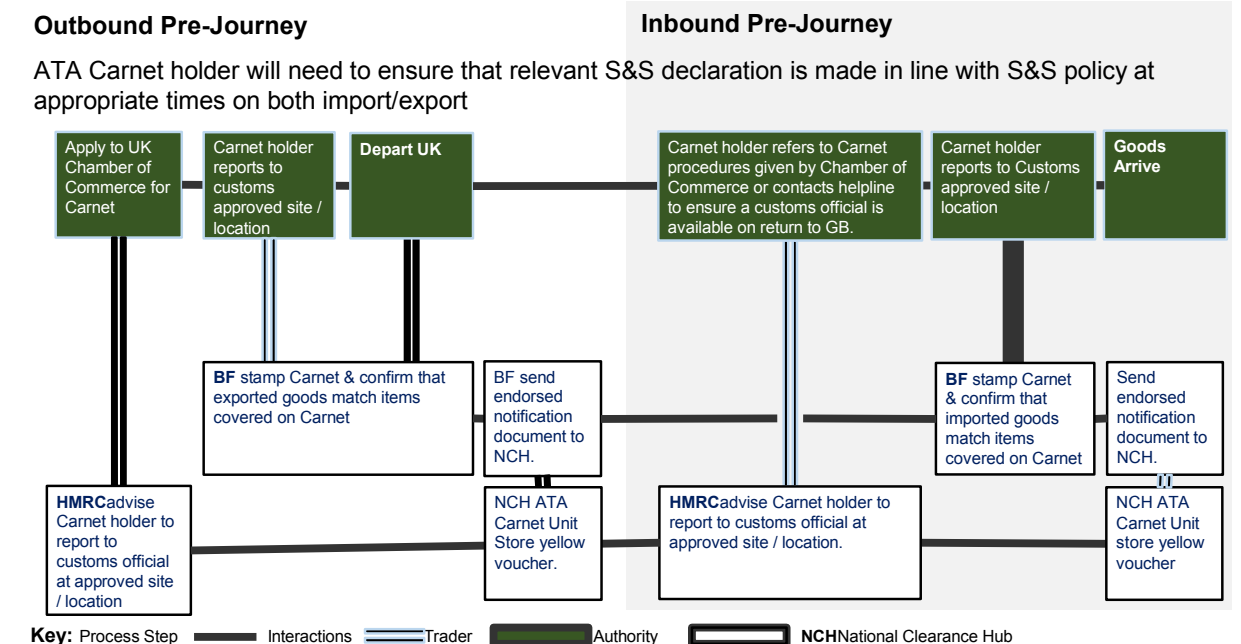 Outbound Pre-Journey
Inbound Pre-Journey
ATA Carnet holder will need to ensure that relevant S&S declaration is made in line with S&S policy at
appropriate times on both import/export
Apply to UK
Chamber of
Commerce for
Carnet
Carnet holder
reports to
customs
approved site /
location
Depart UK
Carnet holder refers to Carnet
procedures given by Chamber of
Commerce or contacts helpline
to ensure a customs official is
available on return to GB.
Carnet holder
reports to Customs
approved site /
location
Goods
Arrive
BF stamp Carnet & confirm that
exported goods match items
covered on Carnet
BF send
endorsed
notification
document to
NCH.
BF stamp Carnet
& confirm that
imported goods
match items
covered on Carnet
Send
endorsed
notification
document to
NCH.
HMRCadvise
Carnet holder to
report to
customs official
at approved site
/ location
NCH ATA
Carnet Unit
Store yellow
voucher.
HMRCadvise Carnet holder to
report to customs official at
approved site / location.
NCH ATA
Carnet Unit
store yellow
voucher
Key: Process Step Interactions Trader Authority NCHNational Clearance Hub